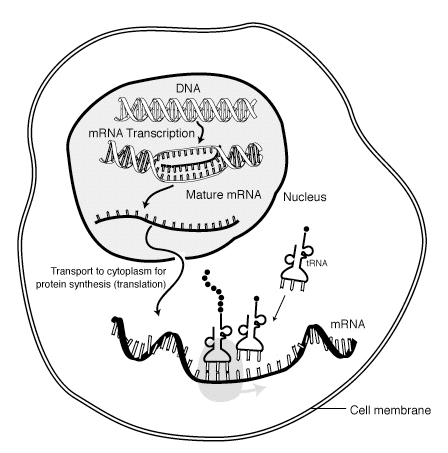 DNA
mRNA Transcription
Mature mRNA
Nucleus
Transport to cytoplasm for
protein synthesis (translation)
tRNA
mRNA
Cell membrane